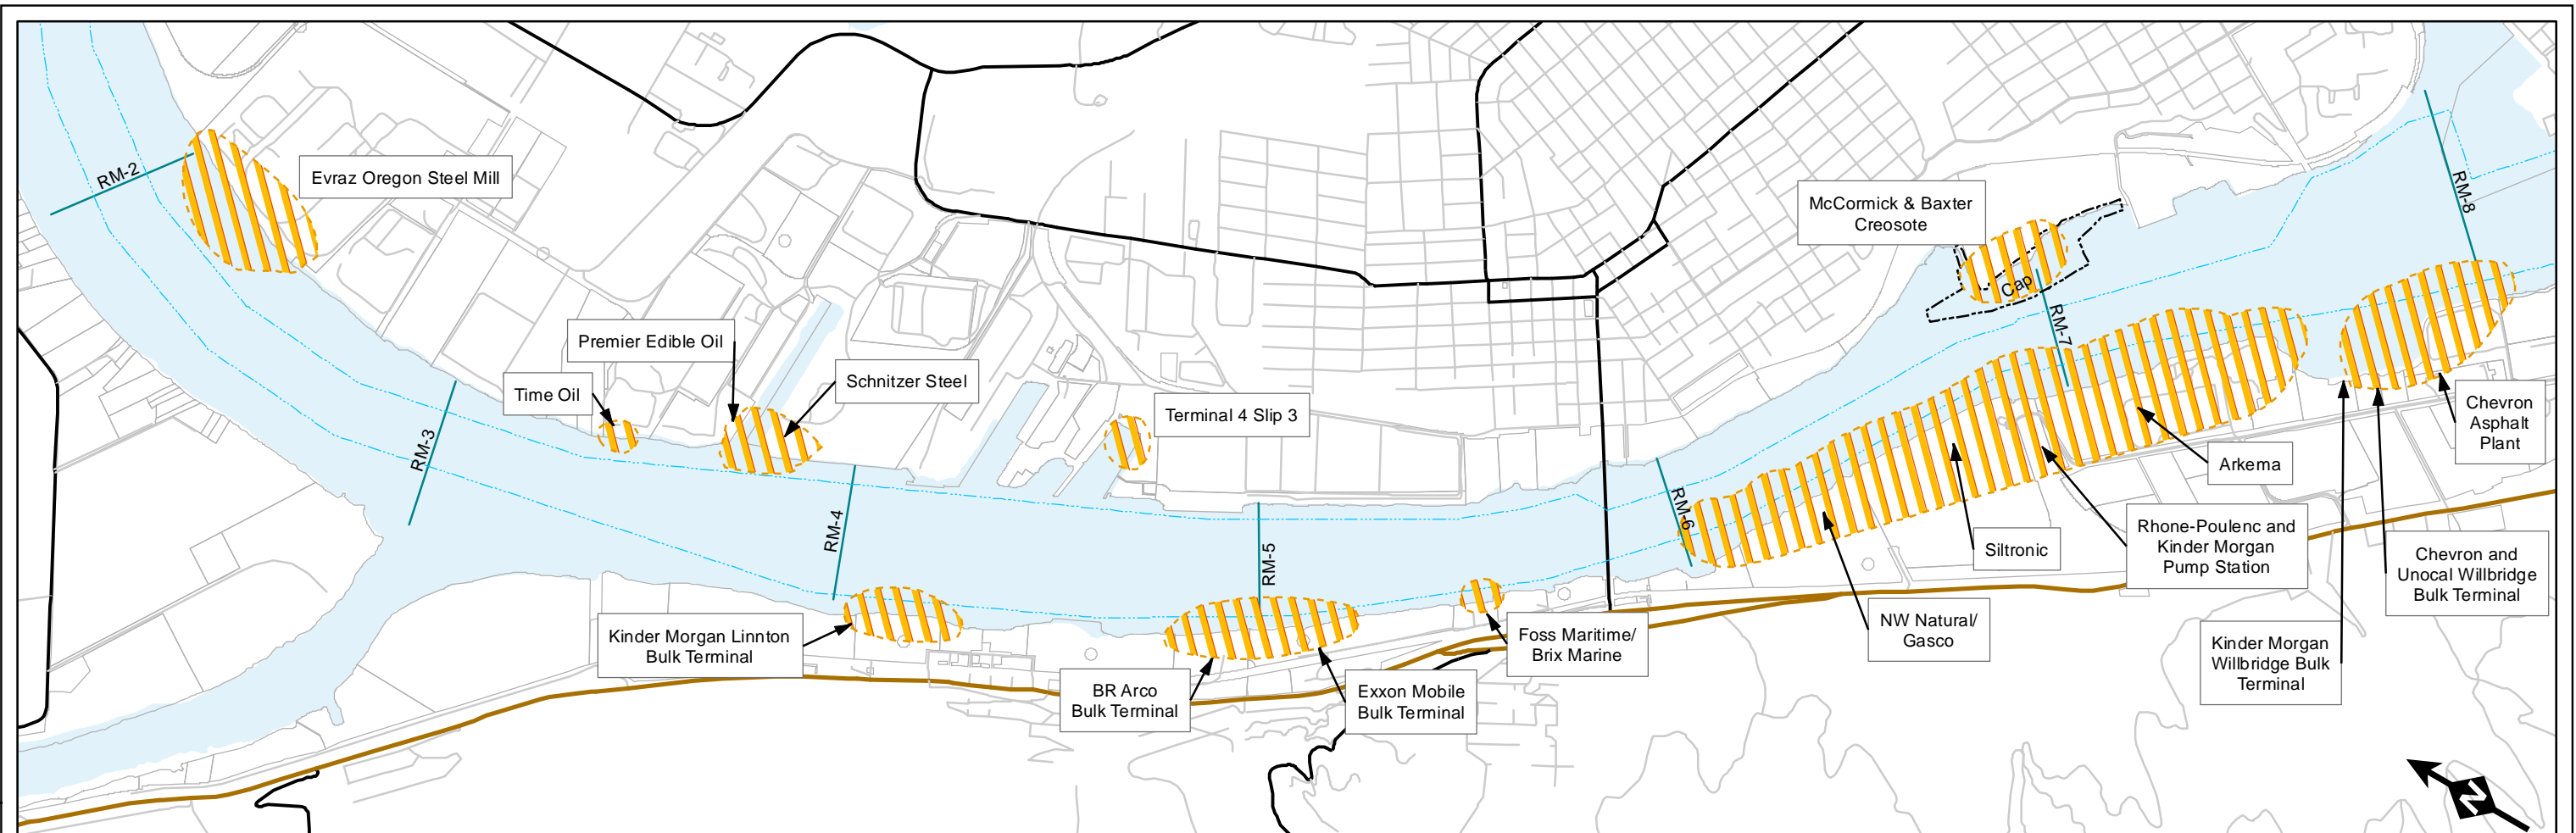 RM-2
Evraz Oregon Steel Mill
RM-3
Time Oil
Premier Edible Oil
Schnitzer Steel
RM-4
Kinder Morgan Linnton
Bulk Terminal
Terminal 4 Slip 3
RM-5
BR Arco
Bulk Terminal
Exxon Mobile
Bulk Terminal
Foss Maritime/
Brix Marine
RM-6
McCormick & Baxter
Creosote
Cap
RM-7
RM-8
NW Natural/
Gasco
Siltronic
Rhone-Poulenc and
Kinder Morgan
Pump Station
Arkema
Chevron
Asphalt
Plant
Chevron and
Unocal Willbridge
Bulk Terminal
Kinder Morgan
Willbridge Bulk
Terminal
N